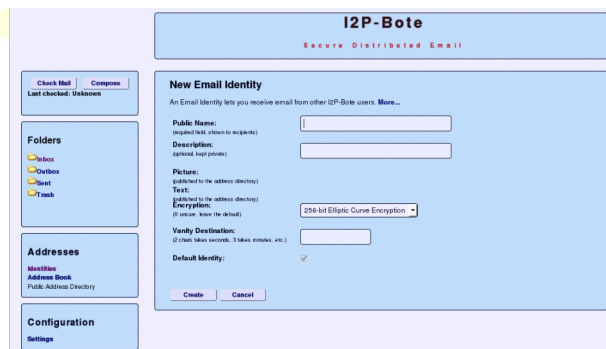 I2P-Bote
Secure Distributed Email
Check Mail Compose
Last checked: Unknown
Folders
Inbox
Outbox
Sent
Trash
Addresses
Identities
Address Book
Public Address Directory
Configuration
Settings
New Email Identity
An Email Identity lets you receive email from other I2P-Bote users. More...
Public Name:
(required field, shown to recipients)
Description:
(optional, kept private)
Picture:
(published to the address directory)
Text:
(published to the address directory)
Encryption:
(If unsure, leave the default)
256-bit Elliptic Curve Encryption
Vanity Destination:
(2 chars takes seconds, 3 takes minutes, etc.)
Default Identity:
Create Cancel